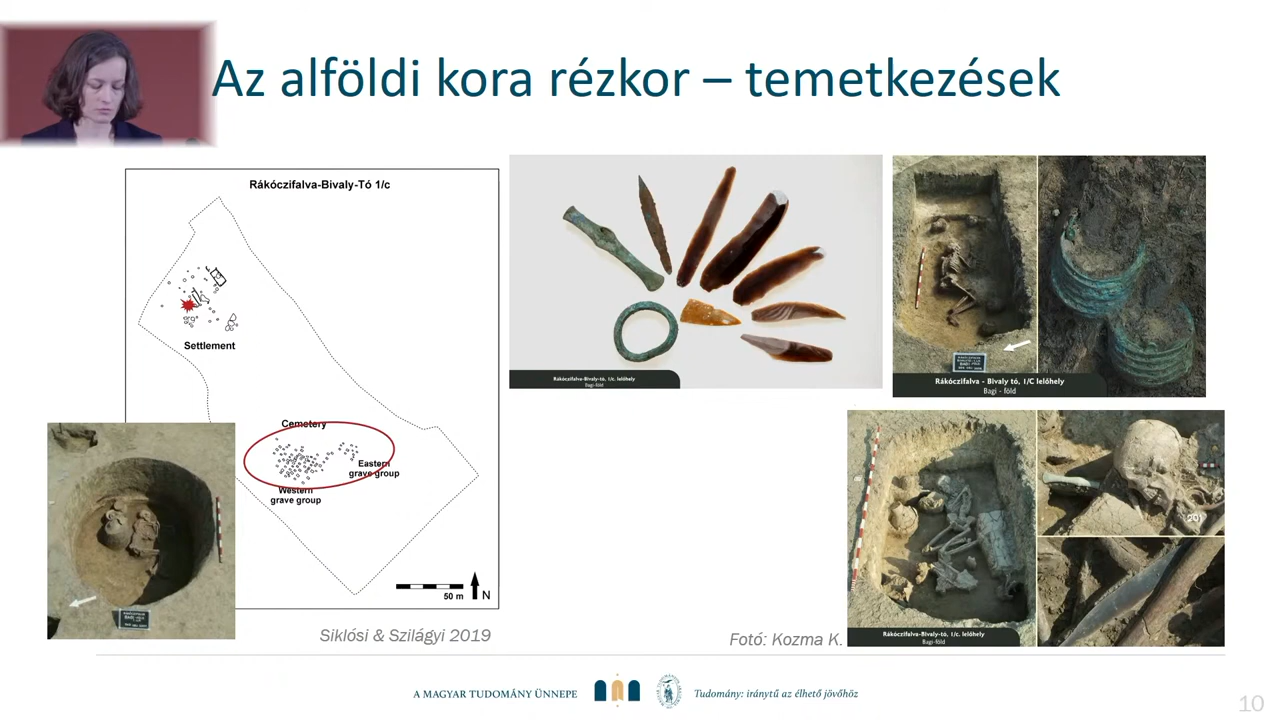 Az alföldi kora rézkor – temetkezések
Rákóczifalva-Bivaly-Tó 1/c
Settlement
Cemetery
Eastern
grave group
Western
grave group
50 m
N
Siklósi & Szilágyi 2019
Rákóczifalva-Bivaly-tó, 1/c. lelőhely
Bagi-föld
Rákóczifalva - Bivaly tó, 1/C lelőhely
Bagi - föld
Fotó: Kozma K.
Rákóczifalva-Bivaly-tó, 1/c. lelőhely
Bagi-föld
A MAGYAR TUDOMÁNY ÜNNEPE
Tudomány: iránytű az élhető jövőhöz
10